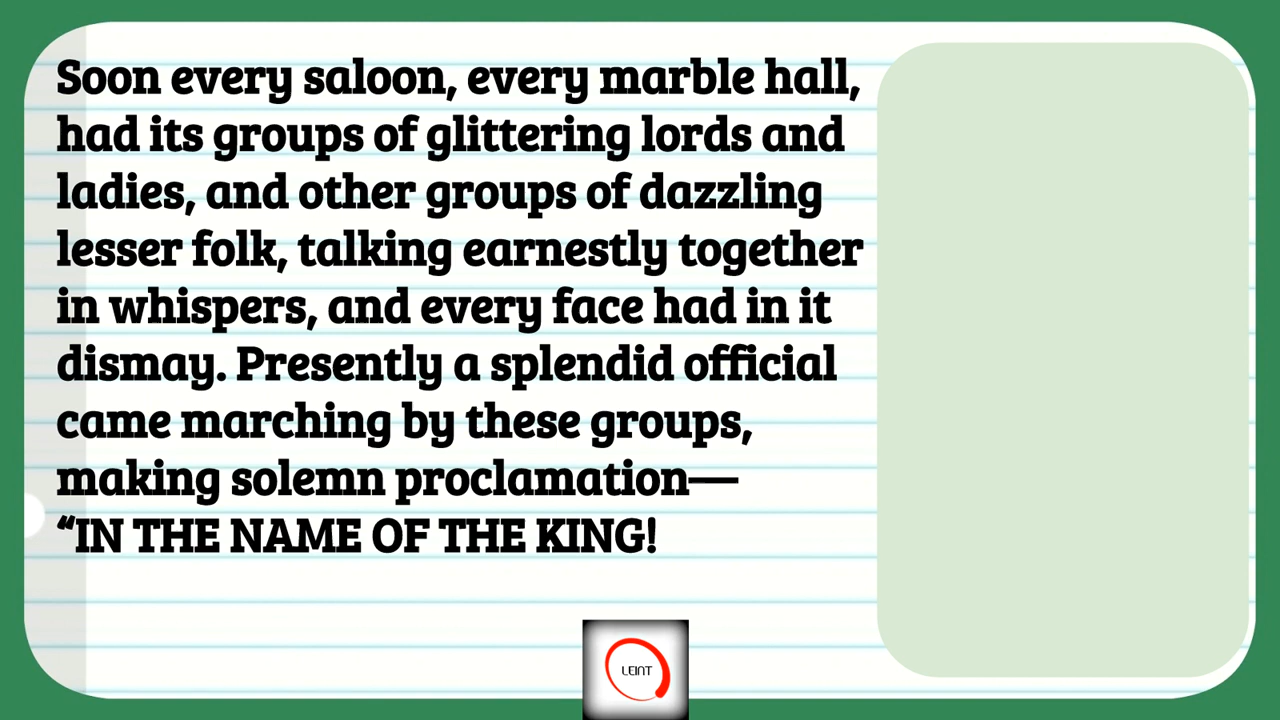 Soon every saloon, every marble hall,
had its groups of glittering lords and
ladies, and other groups of dazzling
lesser folk, talking earnestly together
in whispers, and every face had in it
dismay. Presently a splendid official
came marching by these groups,
making solemn proclamation—
“IN THE NAME OF THE KING!
LEINT